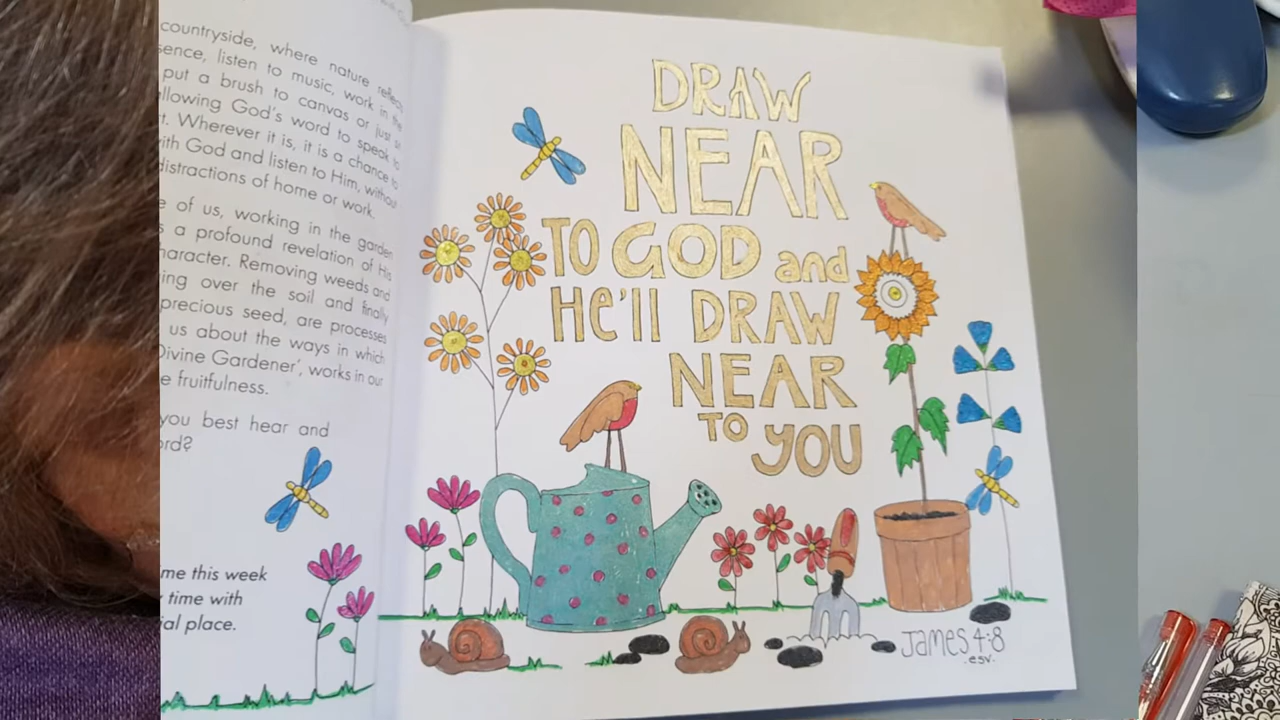 countryside, where nature reflects
sence, listen to music, work in the
put a brush to canvas or just sit
llowing God's word to speak to
t. Wherever it is, it is a chance to
ith God and listen to Him, without
distractions of home or work.
e of us, working in the garden
s a profound revelation of His
haracter. Removing weeds and
ing over the soil and finally
precious seed, are processes
us about the ways in which
Divine Gardener', works in our
e fruitfulness.
you best hear and
ord?
me this week
time with
ial place.
DRAW
NEAR
TO GOD and
He'll DRAW
NEAR
TO YOU
James 4:8
.esv.